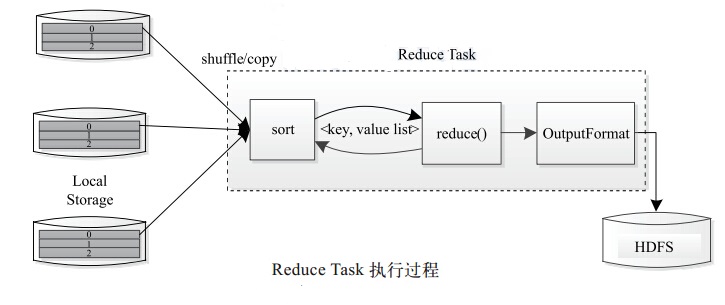 0
1
2
shuffle/copy
Reduce Task
0
1
2
sort
<key, value list>
reduce()
OutputFormat
Local
Storage
0
1
2
HDFS
Reduce Task 执行过程